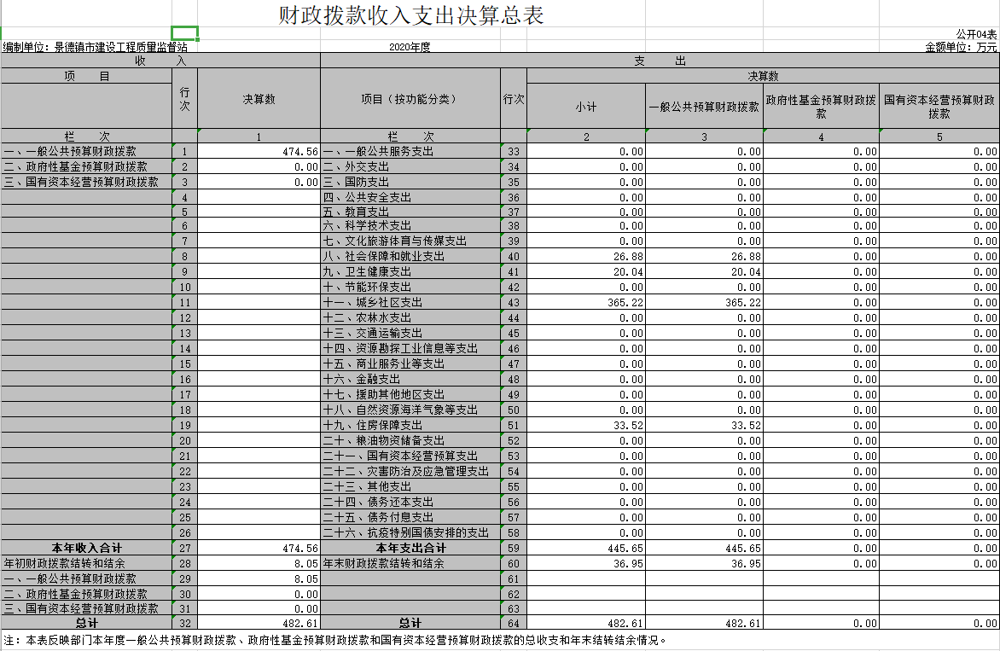 财政拨款收入支出决算总表
公开04表
编制单位：景德镇市建设工程质量监督站 2020年度 金额单位：万元
收 入 支 出
项 目 行次 决算数 项目（按功能分类） 行次 决算数
小计 一般公共预算财政拨款 政府性基金预算财政拨款 国有资本经营预算财政拨款
栏 次 1 栏 次 2 3 4 5
一、一般公共预算财政拨款 1 474.56 一、一般公共服务支出 33 0.00 0.00 0.00 0.00
二、政府性基金预算财政拨款 2 0.00 二、外交支出 34 0.00 0.00 0.00 0.00
三、国有资本经营预算财政拨款 3 0.00 三、国防支出 35 0.00 0.00 0.00 0.00
4 四、公共安全支出 36 0.00 0.00 0.00 0.00
5 五、教育支出 37 0.00 0.00 0.00 0.00
6 六、科学技术支出 38 0.00 0.00 0.00 0.00
7 七、文化旅游体育与传媒支出 39 0.00 0.00 0.00 0.00
8 八、社会保障和就业支出 40 26.88 26.88 0.00 0.00
9 九、卫生健康支出 41 20.04 20.04 0.00 0.00
10 十、节能环保支出 42 0.00 0.00 0.00 0.00
11 十一、城乡社区支出 43 365.22 365.22 0.00 0.00
12 十二、农林水支出 44 0.00 0.00 0.00 0.00
13 十三、交通运输支出 45 0.00 0.00 0.00 0.00
14 十四、资源勘探工业信息等支出 46 0.00 0.00 0.00 0.00
15 十五、商业服务业等支出 47 0.00 0.00 0.00 0.00
16 十六、金融支出 48 0.00 0.00 0.00 0.00
17 十七、援助其他地区支出 49 0.00 0.00 0.00 0.00
18 十八、自然资源海洋气象等支出 50 0.00 0.00 0.00 0.00
19 十九、住房保障支出 51 33.52 33.52 0.00 0.00
20 二十、粮油物资储备支出 52 0.00 0.00 0.00 0.00
21 二十一、国有资本经营预算支出 53 0.00 0.00 0.00 0.00
22 二十二、灾害防治及应急管理支出 54 0.00 0.00 0.00 0.00
23 二十三、其他支出 55 0.00 0.00 0.00 0.00
24 二十四、债务还本支出 56 0.00 0.00 0.00 0.00
25 二十五、债务付息支出 57 0.00 0.00 0.00 0.00
26 二十六、抗疫特别国债安排的支出 58 0.00 0.00 0.00 0.00
本年收入合计 27 474.56 本年支出合计 59 445.65 445.65 0.00 0.00
年初财政拨款结转和结余 28 8.05 年末财政拨款结转和结余 60 36.95 36.95 0.00 0.00
一、一般公共预算财政拨款 29 8.05 61
二、政府性基金预算财政拨款 30 0.00 62
三、国有资本经营预算财政拨款 31 0.00 63
总计 32 482.61 总计 64 482.61 482.61 0.00 0.00
注：本表反映部门本年度一般公共预算财政拨款、政府性基金预算财政拨款和国有资本经营预算财政拨款的总收支和年末结转结余情况。